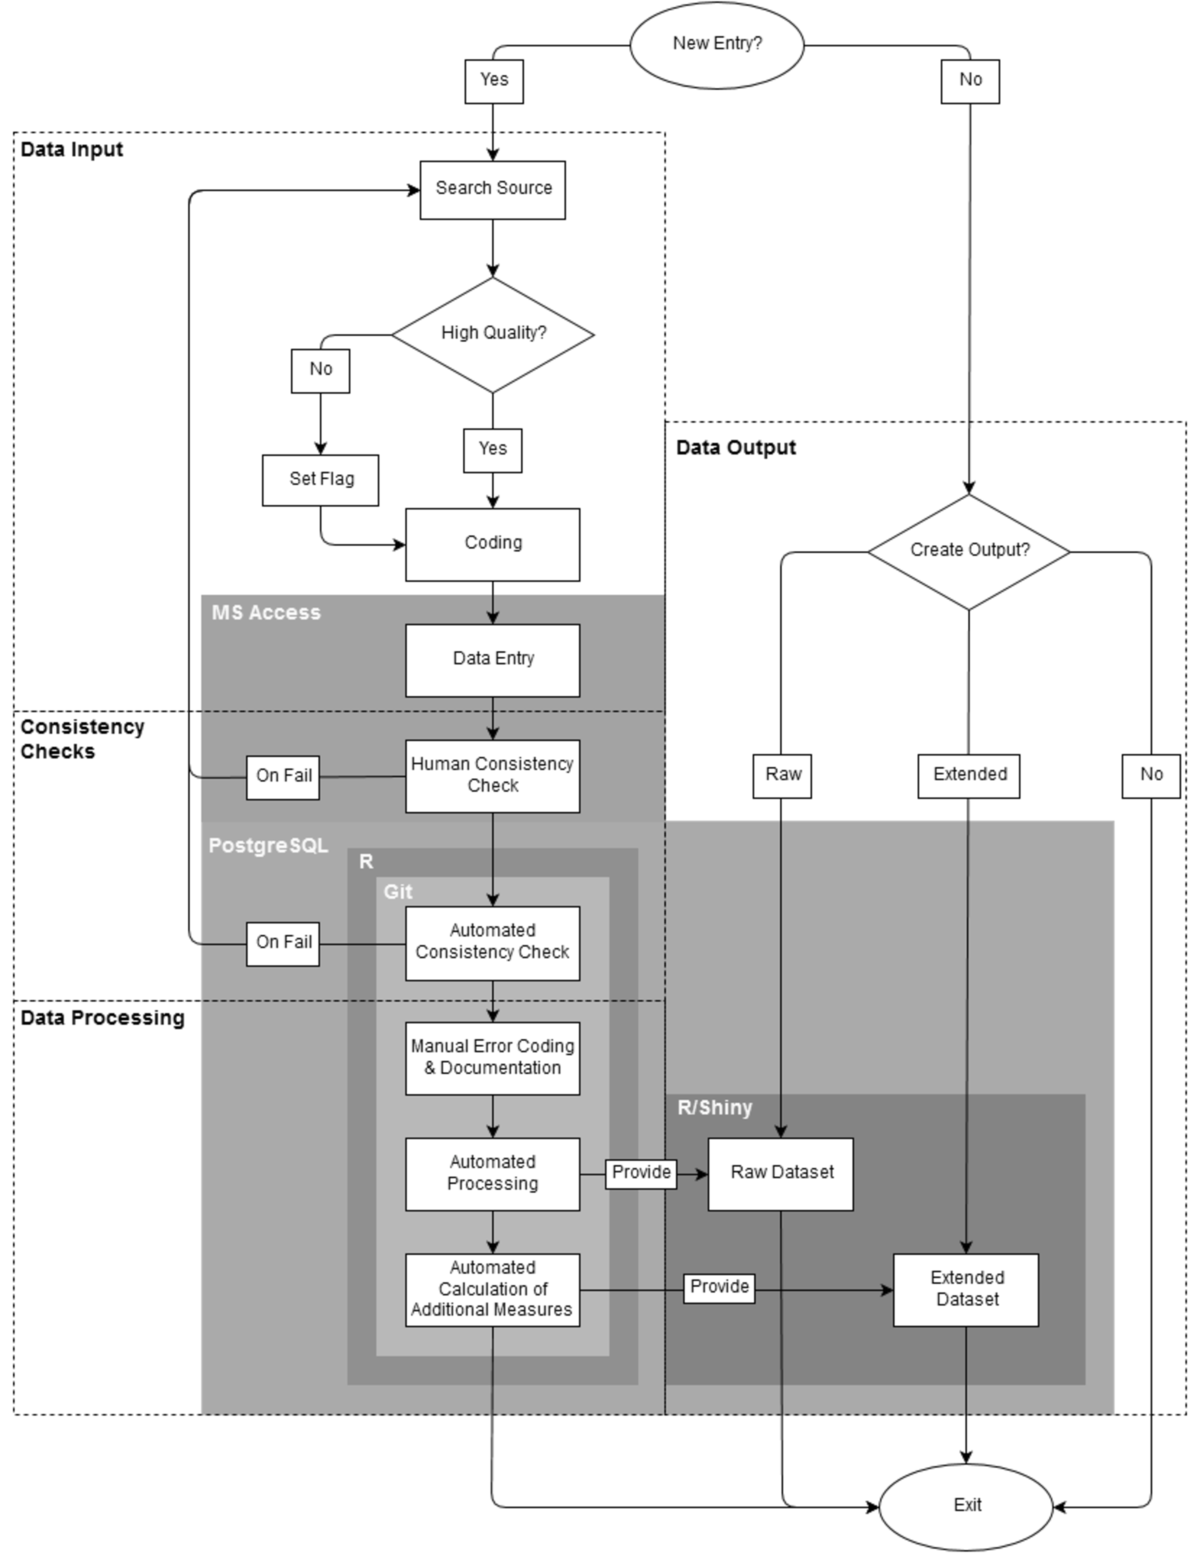 New Entry?
Yes
No
Data Input
Search Source
High Quality?
No
Yes
Set Flag
Coding
MS Access
Data Entry
Consistency
Checks
Human Consistency
Check
On Fail
PostgreSQL
R
Git
Automated
Consistency Check
On Fail
Data Processing
Manual Error Coding
& Documentation
Automated
Processing
Provide
Automated
Calculation of
Additional Measures
Provide
Data Output
Create Output?
Raw
Extended
No
R/Shiny
Raw Dataset
Extended
Dataset
Exit